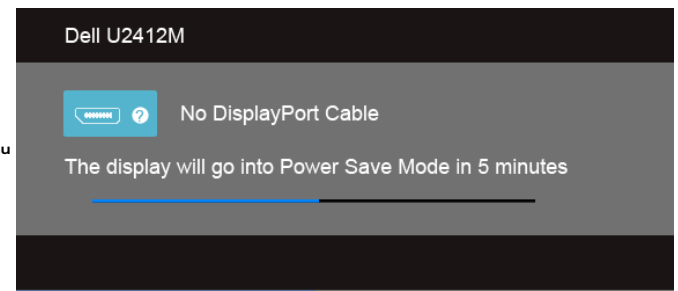 Dell U2412M
? No DisplayPort Cable
u
The display will go into Power Save Mode in 5 minutes